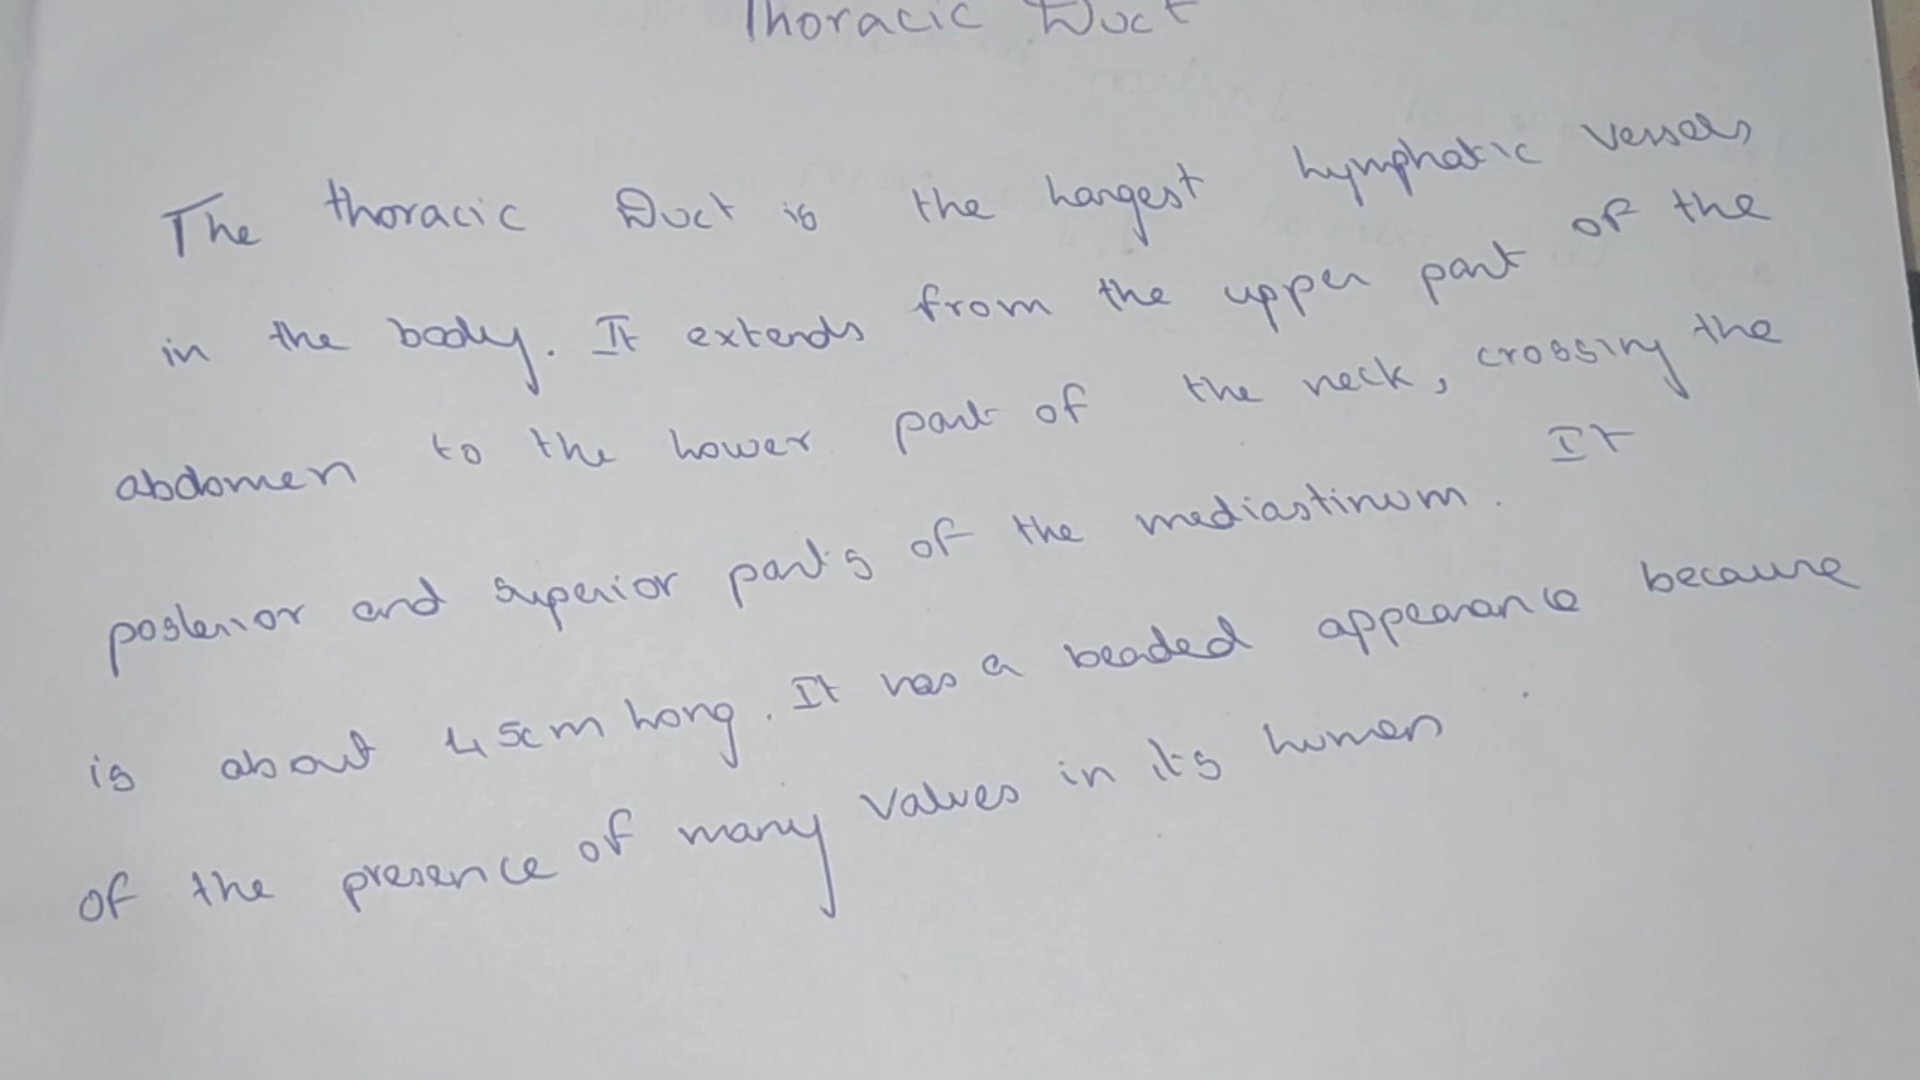 Thoracic Duct
The thoracic Duct is the largest lymphatic vessels
in the body. It extends from the upper part of the
abdomen to the lower part of the neck, crossing the
posterior and superior parts of the mediastinum. It
is about 45cm long. It has a beaded appearance because
of the presence of many valves in its lumen